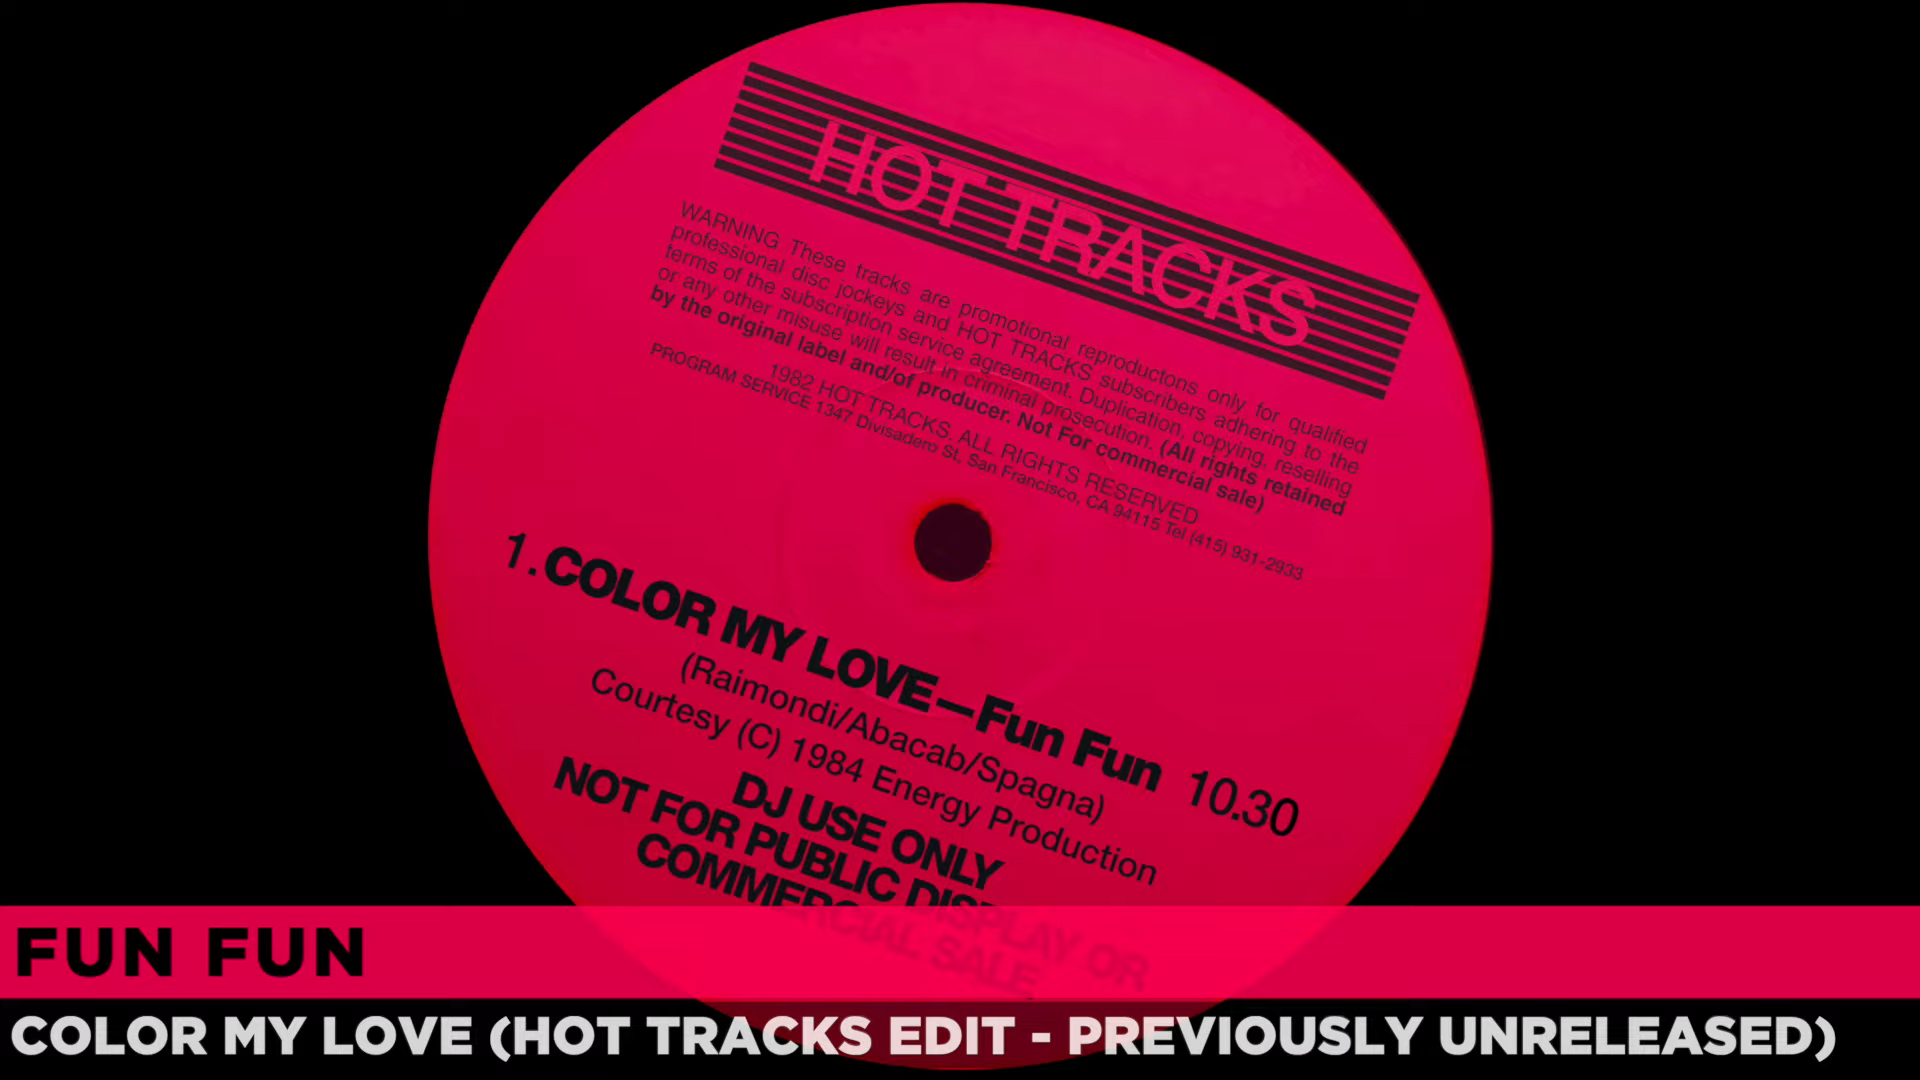 HOT TRACKS
WARNING These tracks are promotional reproductons only for qualified
professional disc jockeys and HOT TRACKS subscribers adhering to the
terms of the subscription service agreement. Duplication, copying, reselling
or any other misuse will result in criminal prosecution. (All rights retained
by the original label and/of producer. Not For commercial sale)
1982 HOT TRACKS. ALL RIGHTS RESERVED
PROGRAM SERVICE 1347 Divisadero St, San Francisco, CA 94115 Tel (415) 931-2933
1. COLOR MY LOVE—Fun Fun 10.30
(Raimondi/Abacab/Spagna)
Courtesy (C) 1984 Energy Production
DJ USE ONLY
NOT FOR PUBLIC DISPLAY OR
COMMERCIAL SALE
FUN FUN
COLOR MY LOVE (HOT TRACKS EDIT - PREVIOUSLY UNRELEASED)